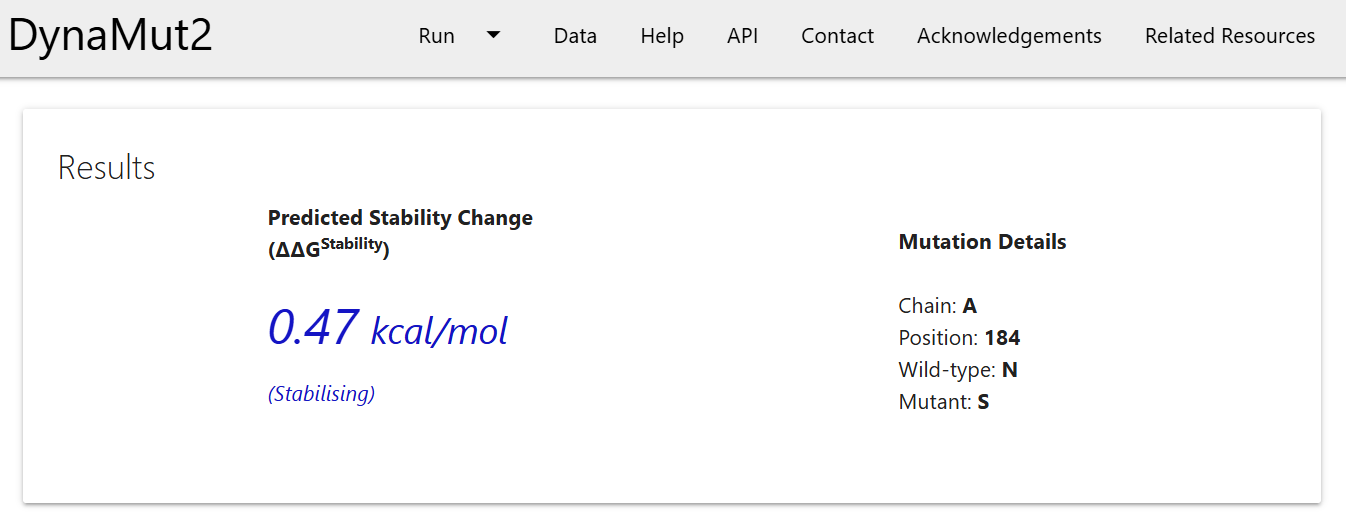 DynaMut2 Run Data Help API Contact Acknowledgements Related Resources
Results
Predicted Stability Change
(ΔΔGStability)
0.47 kcal/mol
(Stabilising)
Mutation Details
Chain: A
Position: 184
Wild-type: N
Mutant: S